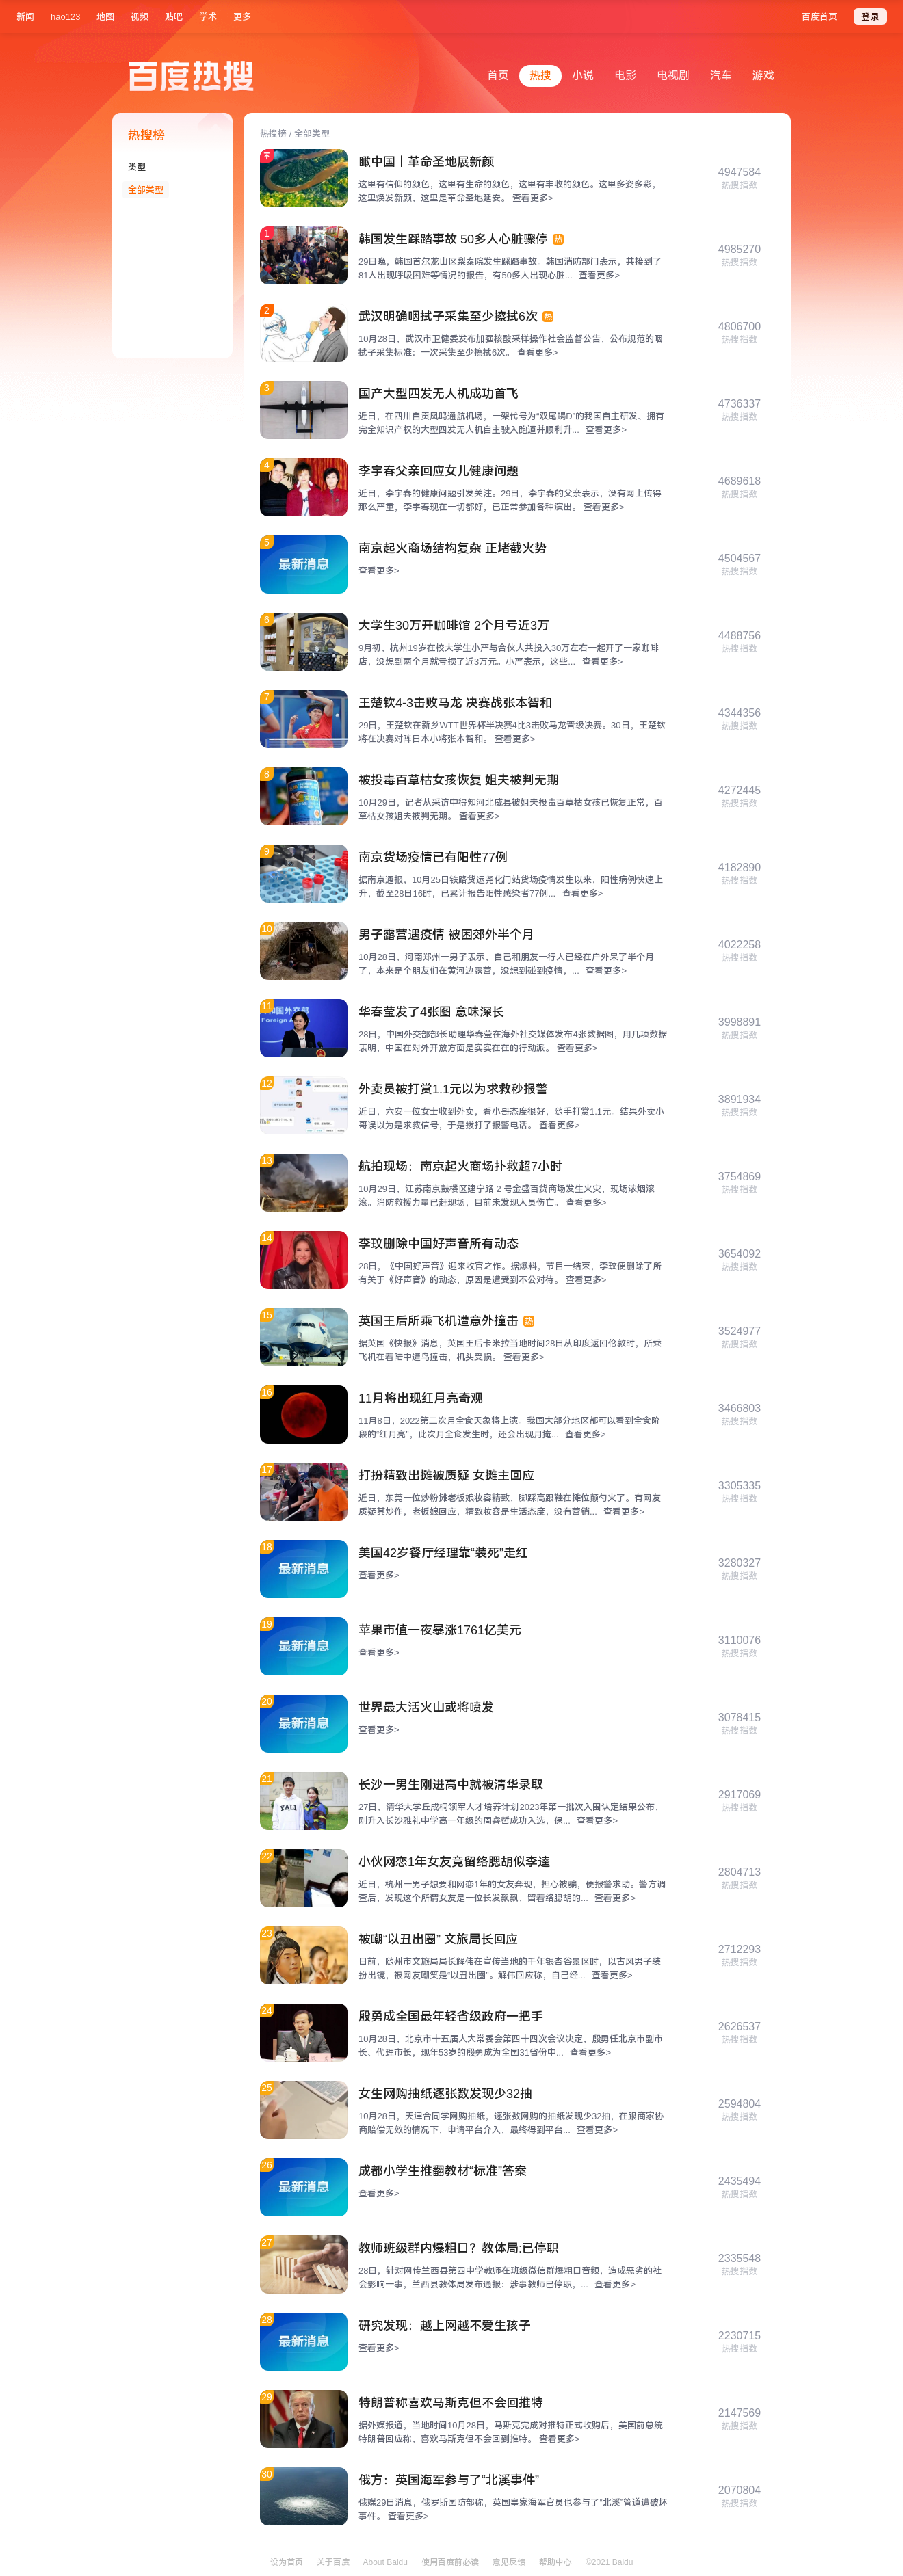 新闻 hao123 地图 视频 贴吧 学术 更多
百度首页 登录
百度热搜
首页 热搜 小说 电影 电视剧 汽车 游戏
热搜榜
类型
全部类型
热搜榜 / 全部类型
瞰中国丨革命圣地展新颜
这里有信仰的颜色，这里有生命的颜色，这里有丰收的颜色。这里多姿多彩，
这里焕发新颜，这里是革命圣地延安。 查看更多>
4947584
热搜指数
1
韩国发生踩踏事故 50多人心脏骤停 热
29日晚，韩国首尔龙山区梨泰院发生踩踏事故。韩国消防部门表示，共接到了
81人出现呼吸困难等情况的报告，有50多人出现心脏... 查看更多>
4985270
热搜指数
2
武汉明确咽拭子采集至少擦拭6次 热
10月28日，武汉市卫健委发布加强核酸采样操作社会监督公告，公布规范的咽
拭子采集标准：一次采集至少擦拭6次。 查看更多>
4806700
热搜指数
3
国产大型四发无人机成功首飞
近日，在四川自贡凤鸣通航机场，一架代号为“双尾蝎D”的我国自主研发、拥有
完全知识产权的大型四发无人机自主驶入跑道并顺利升... 查看更多>
4736337
热搜指数
4
李宇春父亲回应女儿健康问题
近日，李宇春的健康问题引发关注。29日，李宇春的父亲表示，没有网上传得
那么严重，李宇春现在一切都好，已正常参加各种演出。 查看更多>
4689618
热搜指数
5
最新消息
南京起火商场结构复杂 正堵截火势
查看更多>
4504567
热搜指数
6
大学生30万开咖啡馆 2个月亏近3万
9月初，杭州19岁在校大学生小严与合伙人共投入30万左右一起开了一家咖啡
店，没想到两个月就亏损了近3万元。小严表示，这些... 查看更多>
4488756
热搜指数
7
王楚钦4-3击败马龙 决赛战张本智和
29日，王楚钦在新乡WTT世界杯半决赛4比3击败马龙晋级决赛。30日，王楚钦
将在决赛对阵日本小将张本智和。 查看更多>
4344356
热搜指数
8
被投毒百草枯女孩恢复 姐夫被判无期
10月29日，记者从采访中得知河北威县被姐夫投毒百草枯女孩已恢复正常，百
草枯女孩姐夫被判无期。 查看更多>
4272445
热搜指数
9
南京货场疫情已有阳性77例
据南京通报，10月25日铁路货运尧化门站货场疫情发生以来，阳性病例快速上
升，截至28日16时，已累计报告阳性感染者77例... 查看更多>
4182890
热搜指数
10
男子露营遇疫情 被困郊外半个月
10月28日，河南郑州一男子表示，自己和朋友一行人已经在户外呆了半个月
了，本来是个朋友们在黄河边露营，没想到碰到疫情，... 查看更多>
4022258
热搜指数
11
华春莹发了4张图 意味深长
28日，中国外交部部长助理华春莹在海外社交媒体发布4张数据图，用几项数据
表明，中国在对外开放方面是实实在在的行动派。 查看更多>
3998891
热搜指数
12
外卖员被打赏1.1元以为求救秒报警
近日，六安一位女士收到外卖，看小哥态度很好，随手打赏1.1元。结果外卖小
哥误以为是求救信号，于是拨打了报警电话。 查看更多>
3891934
热搜指数
13
航拍现场：南京起火商场扑救超7小时
10月29日，江苏南京鼓楼区建宁路 2 号金盛百货商场发生火灾，现场浓烟滚
滚。消防救援力量已赶现场，目前未发现人员伤亡。 查看更多>
3754869
热搜指数
14
李玟删除中国好声音所有动态
28日，《中国好声音》迎来收官之作。据爆料，节目一结束，李玟便删除了所
有关于《好声音》的动态，原因是遭受到不公对待。 查看更多>
3654092
热搜指数
15
英国王后所乘飞机遭意外撞击 热
据英国《快报》消息，英国王后卡米拉当地时间28日从印度返回伦敦时，所乘
飞机在着陆中遭鸟撞击，机头受损。 查看更多>
3524977
热搜指数
16
11月将出现红月亮奇观
11月8日，2022第二次月全食天象将上演。我国大部分地区都可以看到全食阶
段的“红月亮”，此次月全食发生时，还会出现月掩... 查看更多>
3466803
热搜指数
17
打扮精致出摊被质疑 女摊主回应
近日，东莞一位炒粉摊老板娘妆容精致，脚踩高跟鞋在摊位颠勺火了。有网友
质疑其炒作，老板娘回应，精致妆容是生活态度，没有营销... 查看更多>
3305335
热搜指数
18
最新消息
美国42岁餐厅经理靠“装死”走红
查看更多>
3280327
热搜指数
19
最新消息
苹果市值一夜暴涨1761亿美元
查看更多>
3110076
热搜指数
20
最新消息
世界最大活火山或将喷发
查看更多>
3078415
热搜指数
21
长沙一男生刚进高中就被清华录取
27日，清华大学丘成桐领军人才培养计划2023年第一批次入围认定结果公布，
刚升入长沙雅礼中学高一年级的周睿哲成功入选，保... 查看更多>
2917069
热搜指数
22
小伙网恋1年女友竟留络腮胡似李逵
近日，杭州一男子想要和网恋1年的女友奔现，担心被骗，便报警求助。警方调
查后，发现这个所谓女友是一位长发飘飘，留着络腮胡的... 查看更多>
2804713
热搜指数
23
被嘲“以丑出圈” 文旅局长回应
日前，随州市文旅局局长解伟在宣传当地的千年银杏谷景区时，以古风男子装
扮出镜，被网友嘲笑是“以丑出圈”。解伟回应称，自己经... 查看更多>
2712293
热搜指数
24
殷勇成全国最年轻省级政府一把手
10月28日，北京市十五届人大常委会第四十四次会议决定，殷勇任北京市副市
长、代理市长，现年53岁的殷勇成为全国31省份中... 查看更多>
2626537
热搜指数
25
女生网购抽纸逐张数发现少32抽
10月28日，天津合同学网购抽纸，逐张数网购的抽纸发现少32抽，在跟商家协
商赔偿无效的情况下，申请平台介入，最终得到平台... 查看更多>
2594804
热搜指数
26
最新消息
成都小学生推翻教材“标准”答案
查看更多>
2435494
热搜指数
27
教师班级群内爆粗口？教体局:已停职
28日，针对网传兰西县第四中学教师在班级微信群爆粗口音频，造成恶劣的社
会影响一事，兰西县教体局发布通报：涉事教师已停职，... 查看更多>
2335548
热搜指数
28
最新消息
研究发现：越上网越不爱生孩子
查看更多>
2230715
热搜指数
29
特朗普称喜欢马斯克但不会回推特
据外媒报道，当地时间10月28日，马斯克完成对推特正式收购后，美国前总统
特朗普回应称，喜欢马斯克但不会回到推特。 查看更多>
2147569
热搜指数
30
俄方：英国海军参与了“北溪事件”
俄媒29日消息，俄罗斯国防部称，英国皇家海军官员也参与了“北溪”管道遭破坏
事件。 查看更多>
2070804
热搜指数
设为首页 关于百度 About Baidu 使用百度前必读 意见反馈 帮助中心 ©2021 Baidu